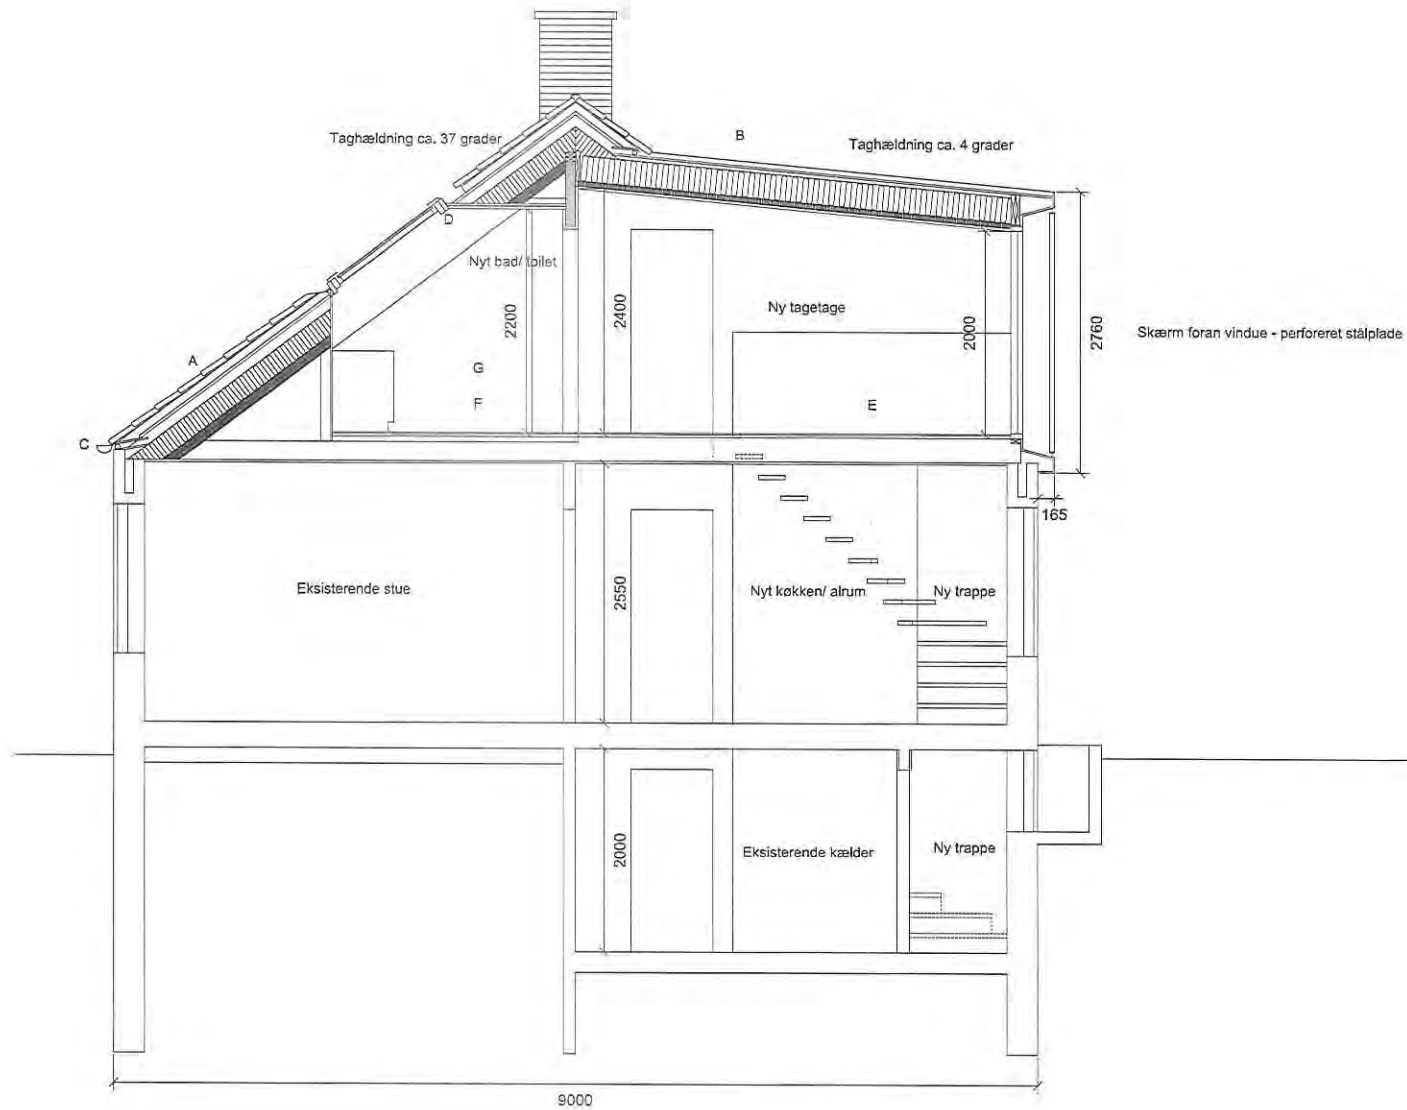 B
Taghældning ca. 37 grader
Taghældning ca. 4 grader
D
Nyt bad/ toilet
2200
2400
Ny tagetage
2000
2760
Skærm foran vindue - perforeret stålplade
A
G
F
E
C
165
Eksisterende stue
2550
Nyt køkken/ alrum
Ny trappe
2000
Eksisterende kælder
Ny trappe
9000